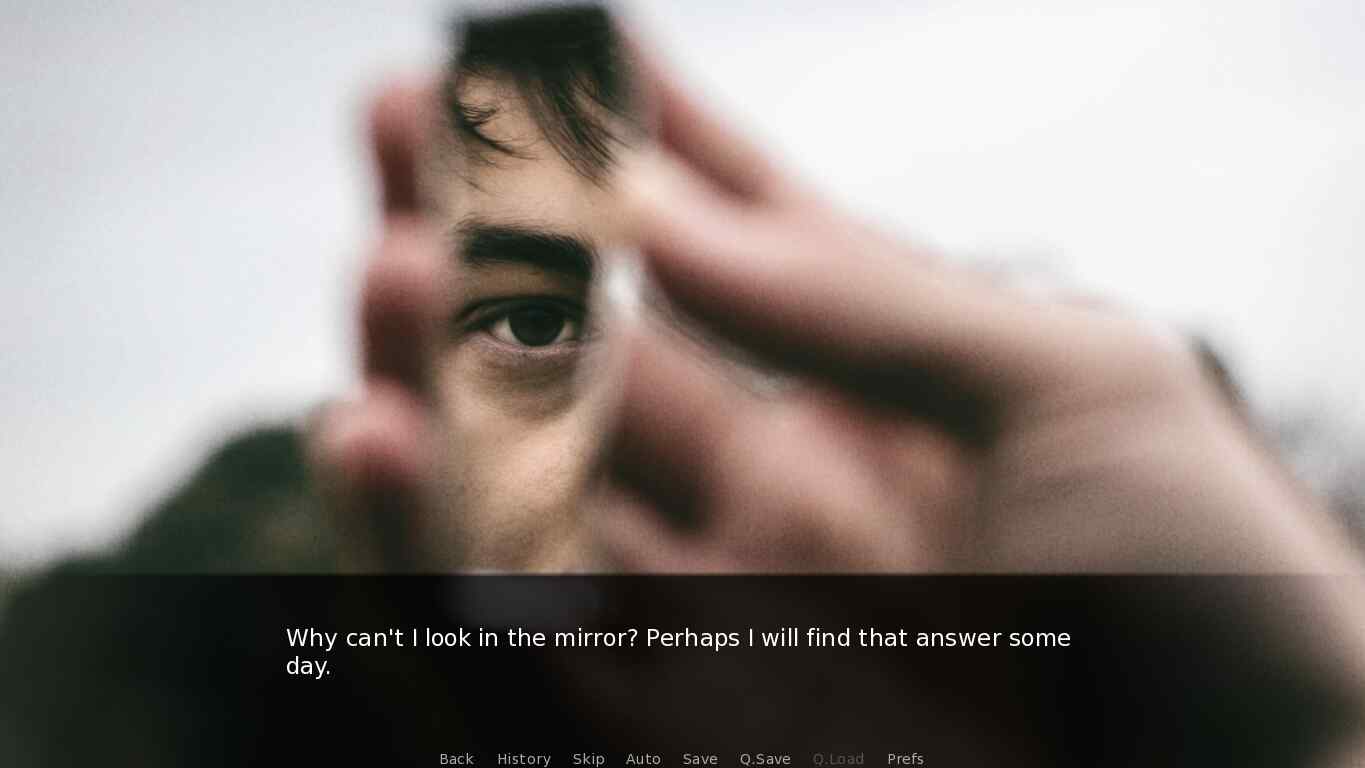 Why can't I look in the mirror? Perhaps I will find that answer some
day.
Back History Skip Auto Save Q.Save Q.Load Prefs